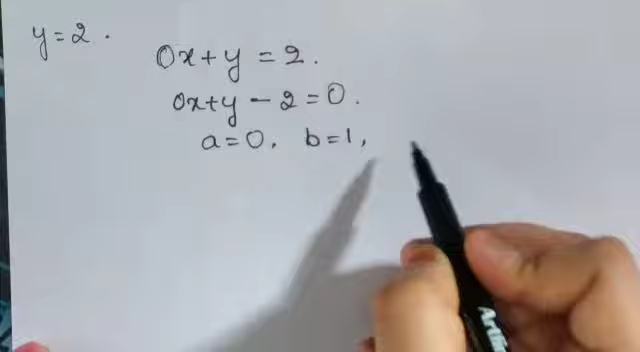 y = 2 .
0x + y = 2 .
0x + y - 2 = 0 .
a = 0, b = 1,